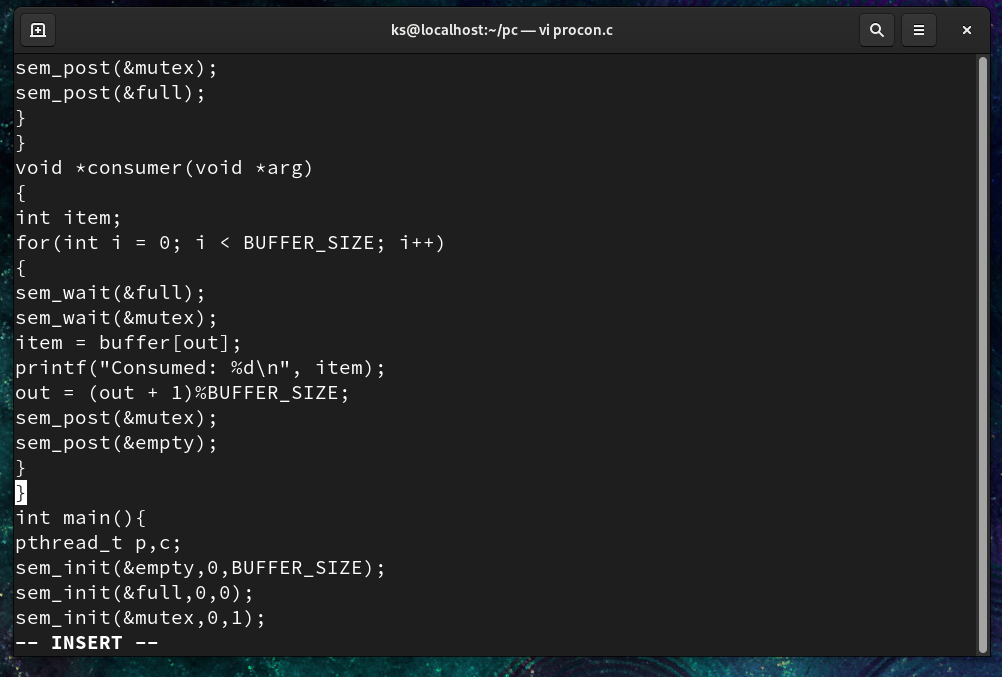 ks@localhost:~/pc — vi procon.c
sem_post(&mutex);
sem_post(&full);
}
}
void *consumer(void *arg)
{
int item;
for(int i = 0; i < BUFFER_SIZE; i++)
{
sem_wait(&full);
sem_wait(&mutex);
item = buffer[out];
printf("Consumed: %d\n", item);
out = (out + 1)%BUFFER_SIZE;
sem_post(&mutex);
sem_post(&empty);
}
}
int main(){
pthread_t p,c;
sem_init(&empty,0,BUFFER_SIZE);
sem_init(&full,0,0);
sem_init(&mutex,0,1);
-- INSERT --